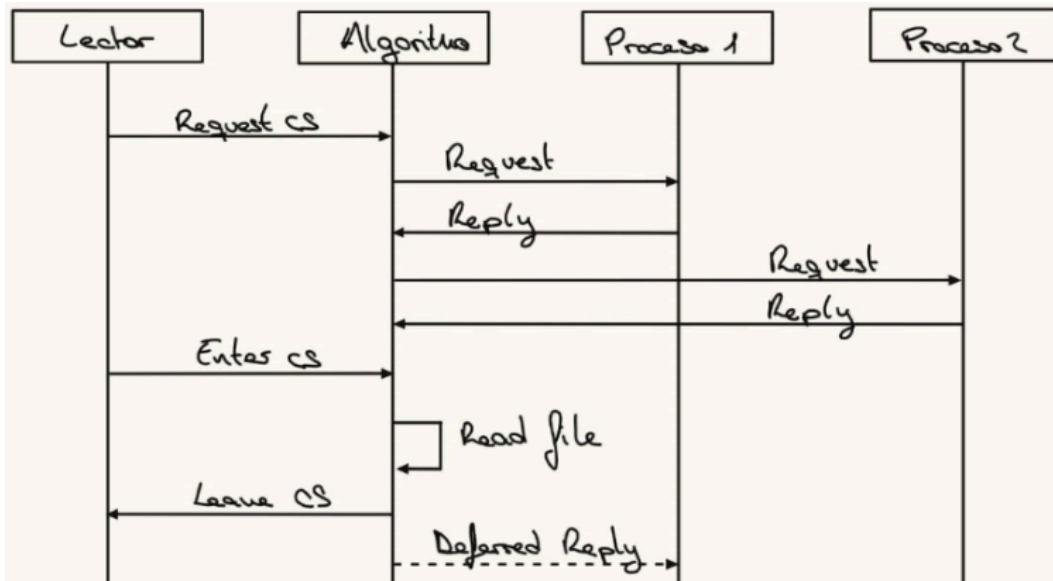 Lector
Algoritmo
Proceso 1
Proceso 2
Request CS
Request
Reply
Request
Reply
Enter CS
Read file
Leave CS
Deferred Reply